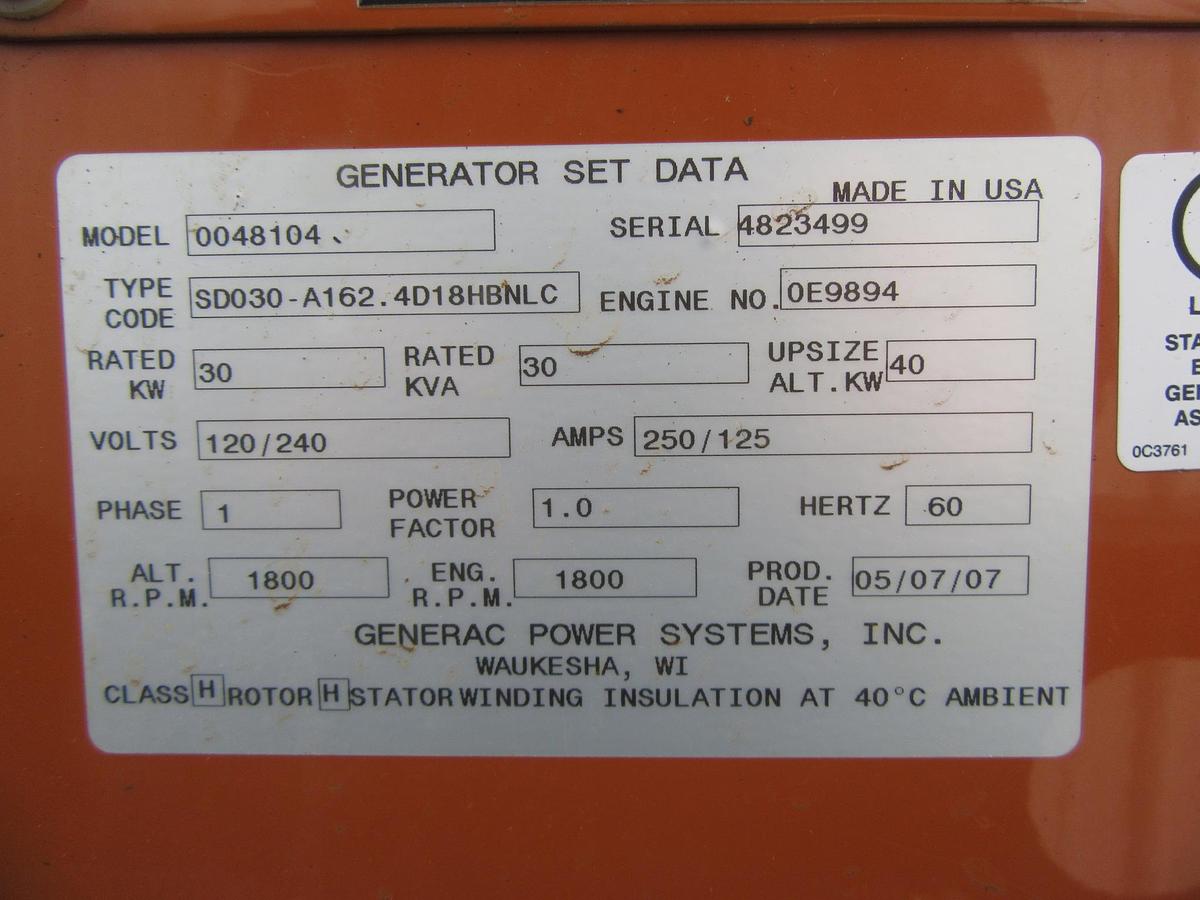 GENERATOR SET DATA
MADE IN USA
MODEL 0048104 SERIAL 4823499
TYPE CODE SD030-A162.4D18HBNLC ENGINE NO. 0E9894
RATED KW 30 RATED KVA 30 UPSIZE ALT.KW 40
VOLTS 120/240 AMPS 250/125
PHASE 1 POWER FACTOR 1.0 HERTZ 60
ALT. R.P.M. 1800 ENG. R.P.M. 1800 PROD. DATE 05/07/07
GENERAC POWER SYSTEMS, INC.
WAUKESHA, WI
CLASS H ROTOR H STATOR WINDING INSULATION AT 40°C AMBIENT
0C3761